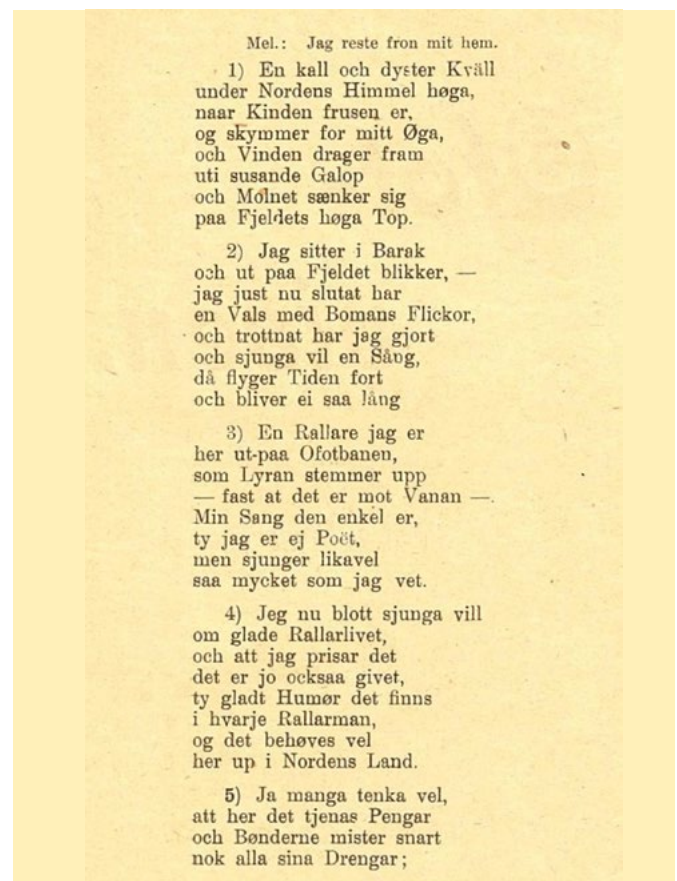 Mel.: Jag reste fron mit hem.
1) En kall och dyster Kväll
under Nordens Himmel høga,
naar Kinden frusen er,
og skymmer for mitt Øga,
och Vinden drager fram
uti susande Galop
och Molnet sænker sig
paa Fjeldets høga Top.
2) Jag sitter i Barak
och ut paa Fjeldet blikker, —
jag just nu slutat har
en Vals med Bomans Flickor,
och trottnat har jag gjort
och sjunga vil en Sång,
då flyger Tiden fort
och bliver ei saa lång
3) En Rallare jag er
her ut-paa Ofotbanen,
som Lyran stemmer upp
— fast at det er mot Vanan —.
Min Sang den enkel er,
ty jag er ej Poët,
men sjunger likavel
saa mycket som jag vet.
4) Jeg nu blott sjunga vill
om glade Rallarlivet,
och att jag prisar det
det er jo ocksaa givet,
ty gladt Humør det finns
i hvarje Rallarman,
og det behøves vel
her up i Nordens Land.
5) Ja manga tenka vel,
att her det tjenas Pengar
och Bønderne mister snart
nok alla sina Drengar;